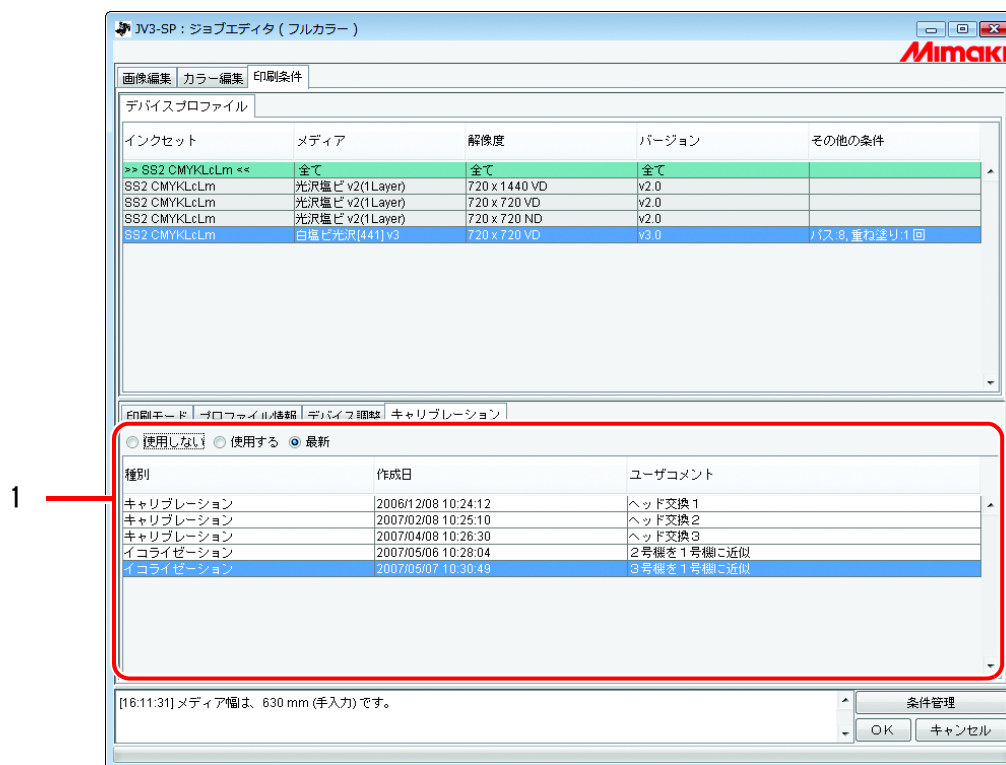 JV3-SP : ジョブエディタ ( フルカラー )
Mimaki
画像編集 カラー編集 印刷条件
デバイスプロファイル
インクセット メディア 解像度 バージョン その他の条件
>> SS2 CMYKLcLm << 全て 全て 全て
SS2 CMYKLcLm 光沢塩ビ v2(1Layer) 720 x 1440 VD v2.0
SS2 CMYKLcLm 光沢塩ビ v2(1Layer) 720 x 720 VD v2.0
SS2 CMYKLcLm 光沢塩ビ v2(1Layer) 720 x 720 ND v2.0
SS2 CMYKLcLm 白塩ビ光沢[441] v3 720 x 720 VD v3.0 パス:8, 重ね塗り:1 回
印刷モード プロファイル情報 デバイス調整 キャリブレーション
使用しない 使用する 最新
1
種別 作成日 ユーザコメント
キャリブレーション 2006/12/08 10:24:12 ヘッド交換１
キャリブレーション 2007/02/08 10:25:10 ヘッド交換２
キャリブレーション 2007/04/08 10:26:30 ヘッド交換３
イコライゼーション 2007/05/06 10:28:04 ２号機を１号機に近似
イコライゼーション 2007/05/07 10:30:49 ３号機を１号機に近似
[16:11:31] メディア幅は、630 mm (手入力) です。
条件管理
ＯＫ キャンセル